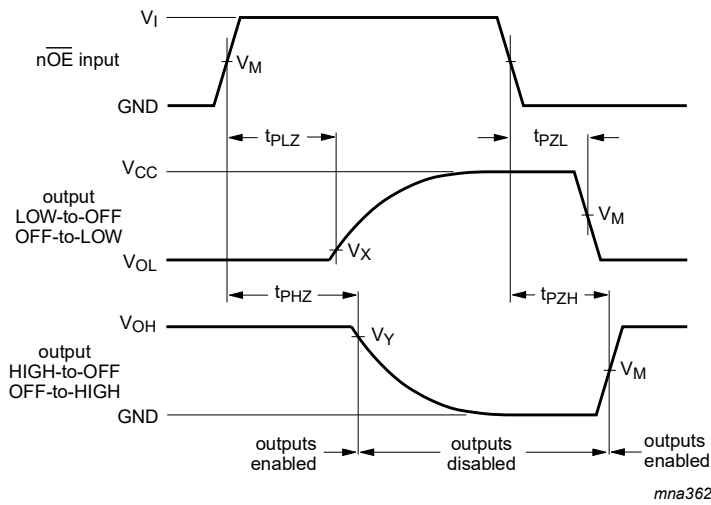 V_I
nO̅E̅ input
V_M
GND
t_PLZ
t_PZL
V_CC
output
LOW-to-OFF
OFF-to-LOW
V_M
V_X
V_OL
t_PHZ
t_PZH
V_OH
V_Y
output
HIGH-to-OFF
OFF-to-HIGH
V_M
GND
outputs
enabled
outputs
disabled
outputs
enabled
mna362